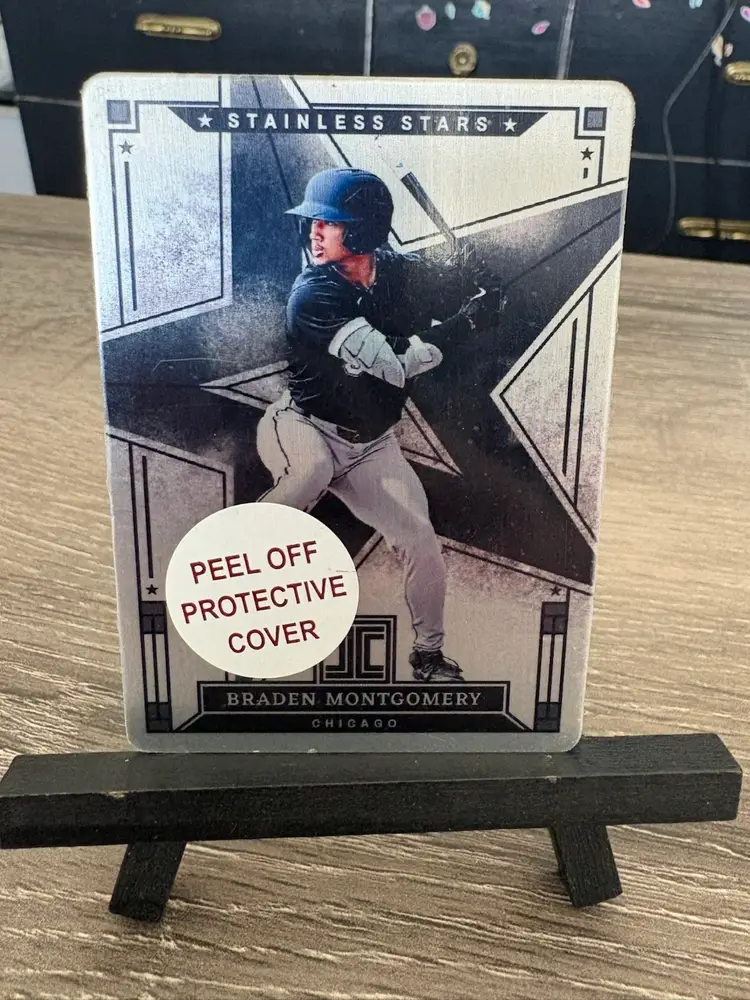 ★ STAINLESS STARS ★
PEEL OFF
PROTECTIVE
COVER
BRADEN MONTGOMERY
CHICAGO